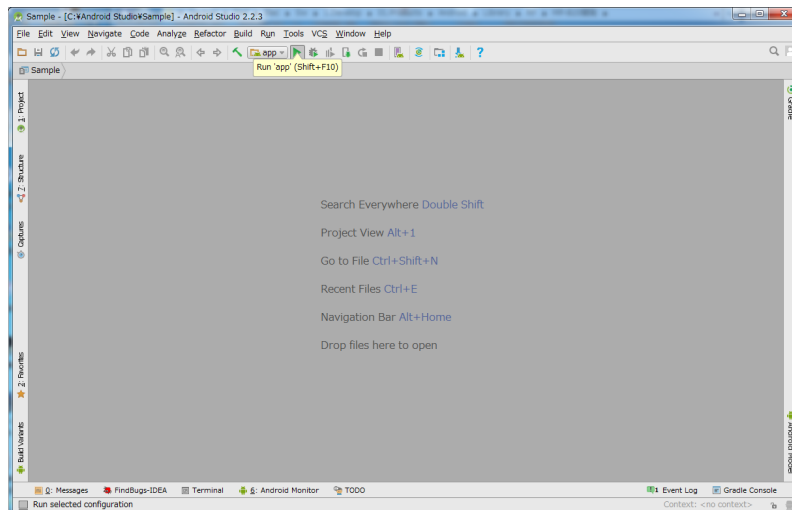 Sample - [C:¥Android Studio¥Sample] - Android Studio 2.2.3
File Edit View Navigate Code Analyze Refactor Build Run Tools VCS Window Help
app
Run 'app' (Shift+F10)
Sample
1: Project
7: Structure
Captures
2: Favorites
Build Variants
Gradle
Android Model
Search Everywhere Double Shift
Project View Alt+1
Go to File Ctrl+Shift+N
Recent Files Ctrl+E
Navigation Bar Alt+Home
Drop files here to open
0: Messages FindBugs-IDEA Terminal 6: Android Monitor TODO 1 Event Log Gradle Console
Run selected configuration Context: <no context>